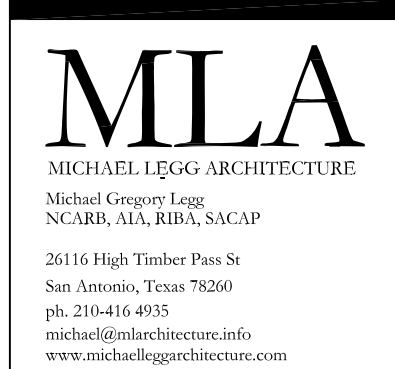 MLA
MICHAEL LEGG ARCHITECTURE
Michael Gregory Legg
NCARB, AIA, RIBA, SACAP
26116 High Timber Pass St
San Antonio, Texas 78260
ph. 210-416 4935
michael@mlarchitecture.info
www.michaelleggarchitecture.com